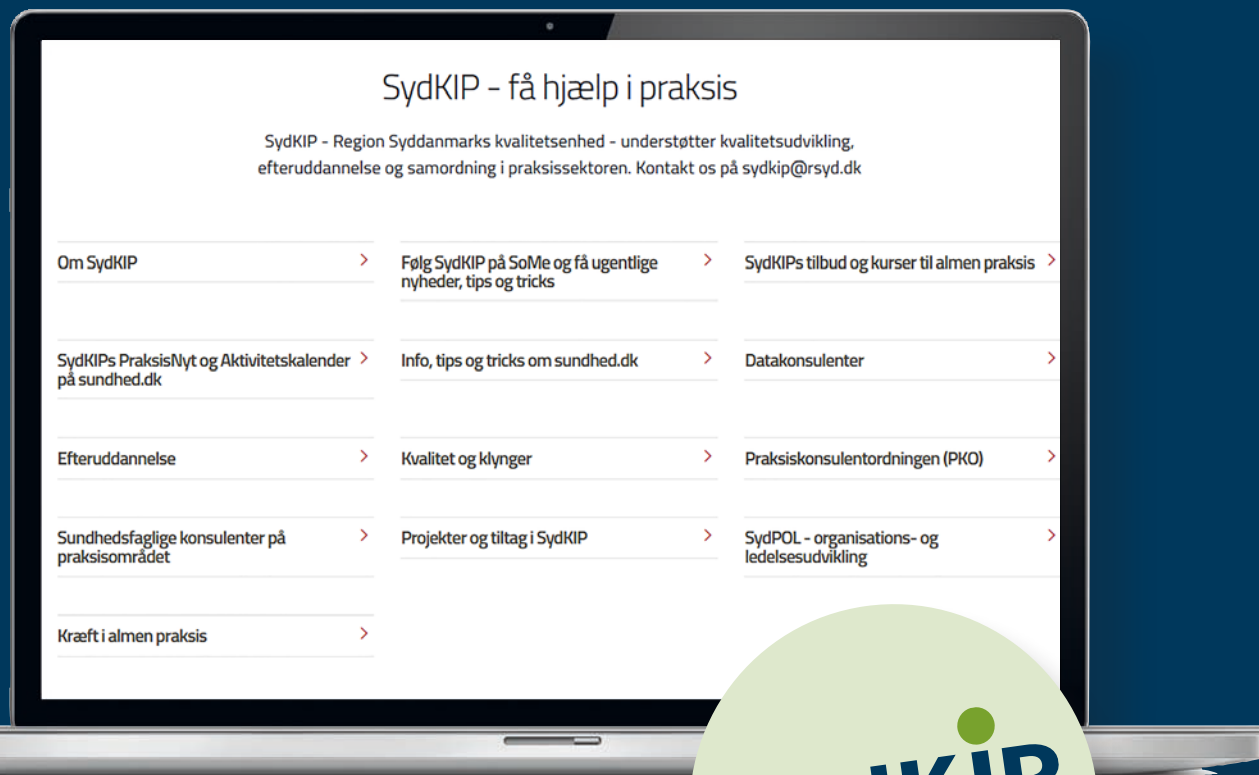 SydKIP - få hjælp i praksis
SydKIP - Region Syddanmarks kvalitetsenhed - understøtter kvalitetsudvikling,
efteruddannelse og samordning i praksissektoren. Kontakt os på sydkip@rsyd.dk
Om SydKIP
Følg SydKIP på SoMe og få ugentlige
nyheder, tips og tricks
SydKIPs tilbud og kurser til almen praksis
SydKIPs PraksisNyt og Aktivitetskalender
på sundhed.dk
Info, tips og tricks om sundhed.dk
Datakonsulenter
Efteruddannelse
Kvalitet og klynger
Praksiskonsulentordningen (PKO)
Sundhedsfaglige konsulenter på
praksisområdet
Projekter og tiltag i SydKIP
SydPOL - organisations- og
ledelsesudvikling
Kræft i almen praksis